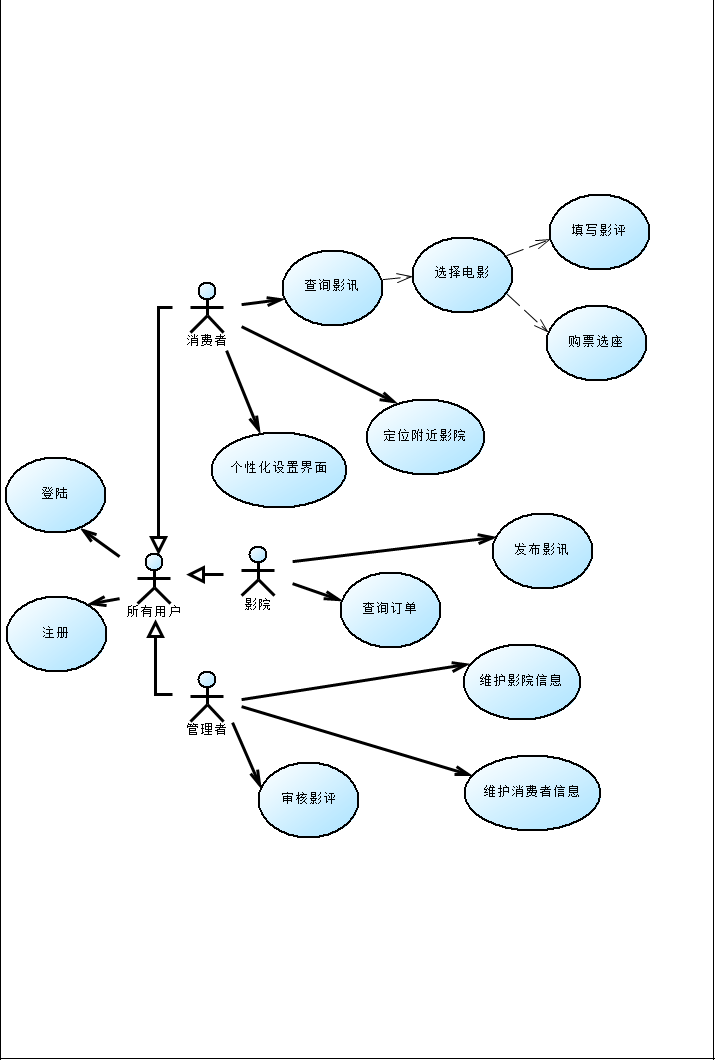 填写影评
选择电影
查询影讯
购票选座
消费者
定位附近影院
个性化设置界面
登陆
发布影讯
影院
查询订单
所有用户
注册
维护影院信息
管理者
维护消费者信息
审核影评